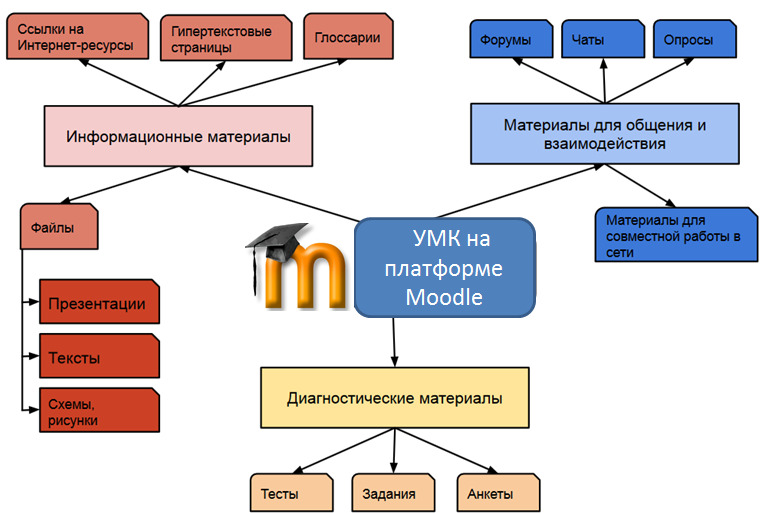 Ссылки на
Интернет-ресурсы
Гипертекстовые
страницы
Глоссарии
Форумы
Чаты
Опросы
Информационные материалы
Материалы для общения и
взаимодействия
Файлы
Материалы для
совместной работы в
сети
m
УМК на
платформе
Moodle
Презентации
Тексты
Схемы,
рисунки
Диагностические материалы
Тесты
Задания
Анкеты